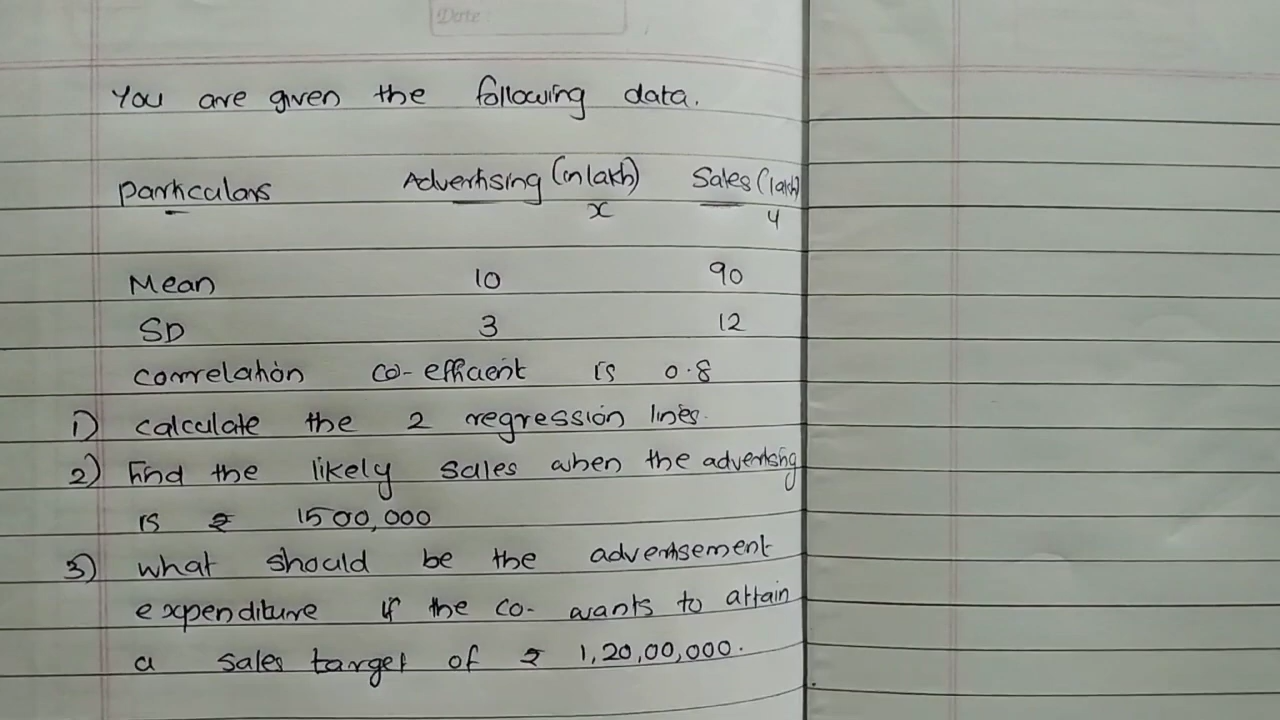 Date :
You are given the following data.
particulars Advertising (in lakh) Sales (lakh)
x y
Mean 10 90
SD 3 12
correlation co-efficient is 0.8
1) calculate the 2 regression lines.
2) Find the likely sales when the advertising
is ₹ 1500,000
3) what should be the advertisement
expenditure if the co- wants to attain
a sales target of ₹ 1,20,00,000.